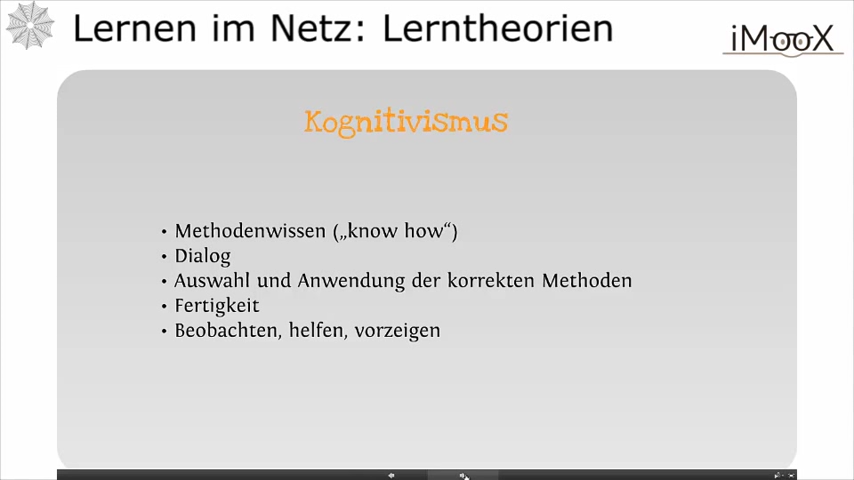 Lernen im Netz: Lerntheorien
iMooX
Kognitivismus
• Methodenwissen („know how“)
• Dialog
• Auswahl und Anwendung der korrekten Methoden
• Fertigkeit
• Beobachten, helfen, vorzeigen